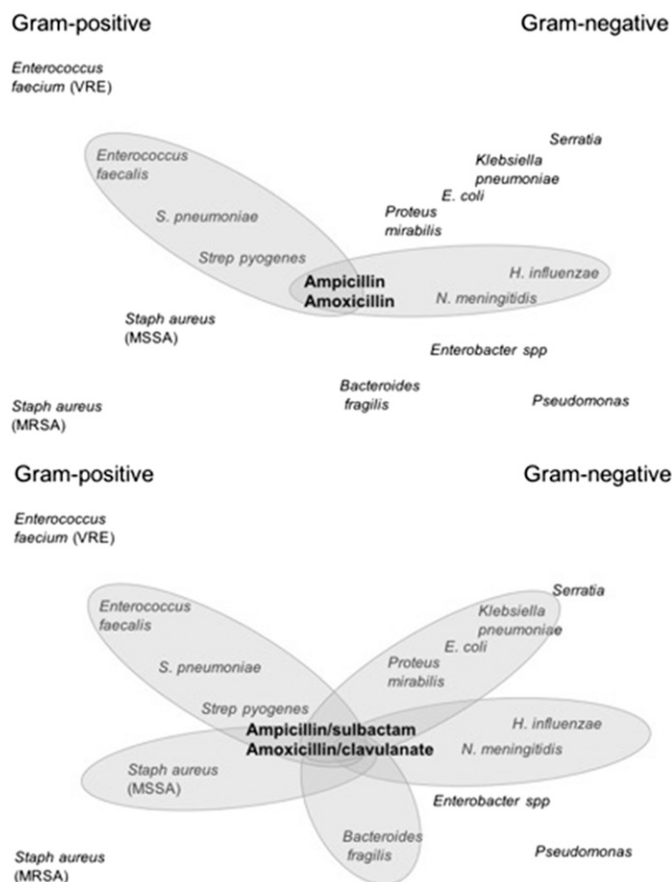 Gram-positive
Gram-negative
Enterococcus
faecium (VRE)
Serratia
Enterococcus
faecalis
Klebsiella
pneumoniae
E. coli
S. pneumoniae
Proteus
mirabilis
Strep pyogenes
H. influenzae
Ampicillin
Amoxicillin
N. meningitidis
Staph aureus
(MSSA)
Enterobacter spp
Bacteroides
fragilis
Staph aureus
(MRSA)
Pseudomonas
Gram-positive
Gram-negative
Enterococcus
faecium (VRE)
Serratia
Enterococcus
faecalis
Klebsiella
pneumoniae
E. coli
S. pneumoniae
Proteus
mirabilis
Strep pyogenes
H. influenzae
Ampicillin/sulbactam
Amoxicillin/clavulanate
N. meningitidis
Staph aureus
(MSSA)
Enterobacter spp
Bacteroides
fragilis
Staph aureus
(MRSA)
Pseudomonas